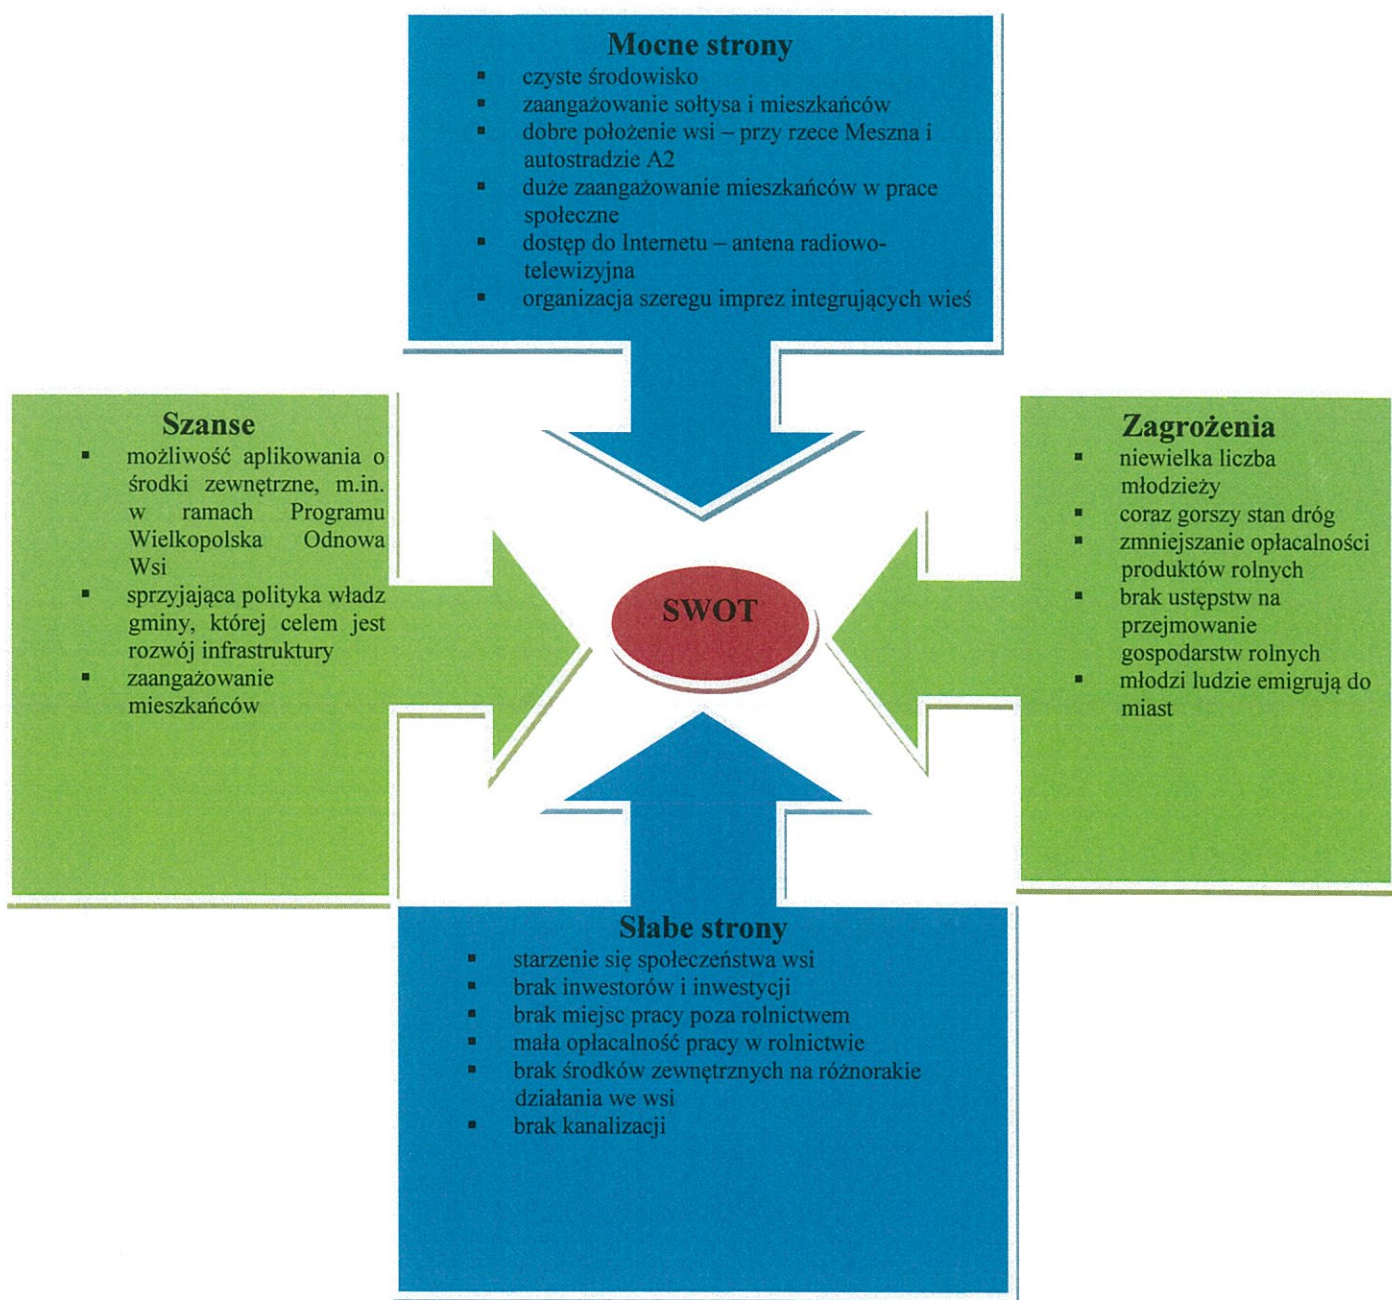 Mocne strony
▪ czyste środowisko
▪ zaangażowanie sołtysa i mieszkańców
▪ dobre położenie wsi – przy rzece Meszna i
autostradzie A2
▪ duże zaangażowanie mieszkańców w prace
społeczne
▪ dostęp do Internetu – antena radiowo-
telewizyjna
▪ organizacja szeregu imprez integrujących wieś
Szanse
▪ możliwość aplikowania o
środki zewnętrzne, m.in.
w ramach Programu
Wielkopolska Odnowa
Wsi
▪ sprzyjająca polityka władz
gminy, której celem jest
rozwój infrastruktury
▪ zaangażowanie
mieszkańców
SWOT
Zagrożenia
▪ niewielka liczba
młodzieży
▪ coraz gorszy stan dróg
▪ zmniejszanie opłacalności
produktów rolnych
▪ brak ustępstw na
przejmowanie
gospodarstw rolnych
▪ młodzi ludzie emigrują do
miast
Słabe strony
▪ starzenie się społeczeństwa wsi
▪ brak inwestorów i inwestycji
▪ brak miejsc pracy poza rolnictwem
▪ mała opłacalność pracy w rolnictwie
▪ brak środków zewnętrznych na różnorakie
działania we wsi
▪ brak kanalizacji